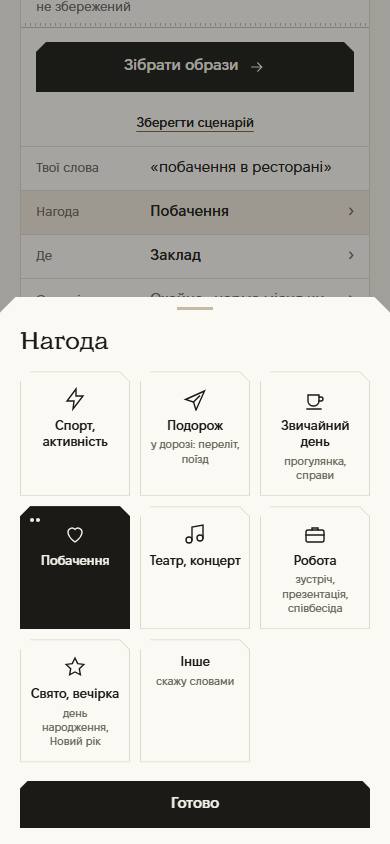 не збережений
Зібрати образи →
Зберегти сценарій
Твої слова «побачення в ресторані»
Нагода Побачення
Де Заклад
Нагода
Спорт,
активність
Подорож
у дорозі: переліт,
поїзд
Звичайний
день
прогулянка,
справи
Побачення
Театр, концерт
Робота
зустріч,
презентація,
співбесіда
Свято, вечірка
день
народження,
Новий рік
Інше
скажу словами
Готово